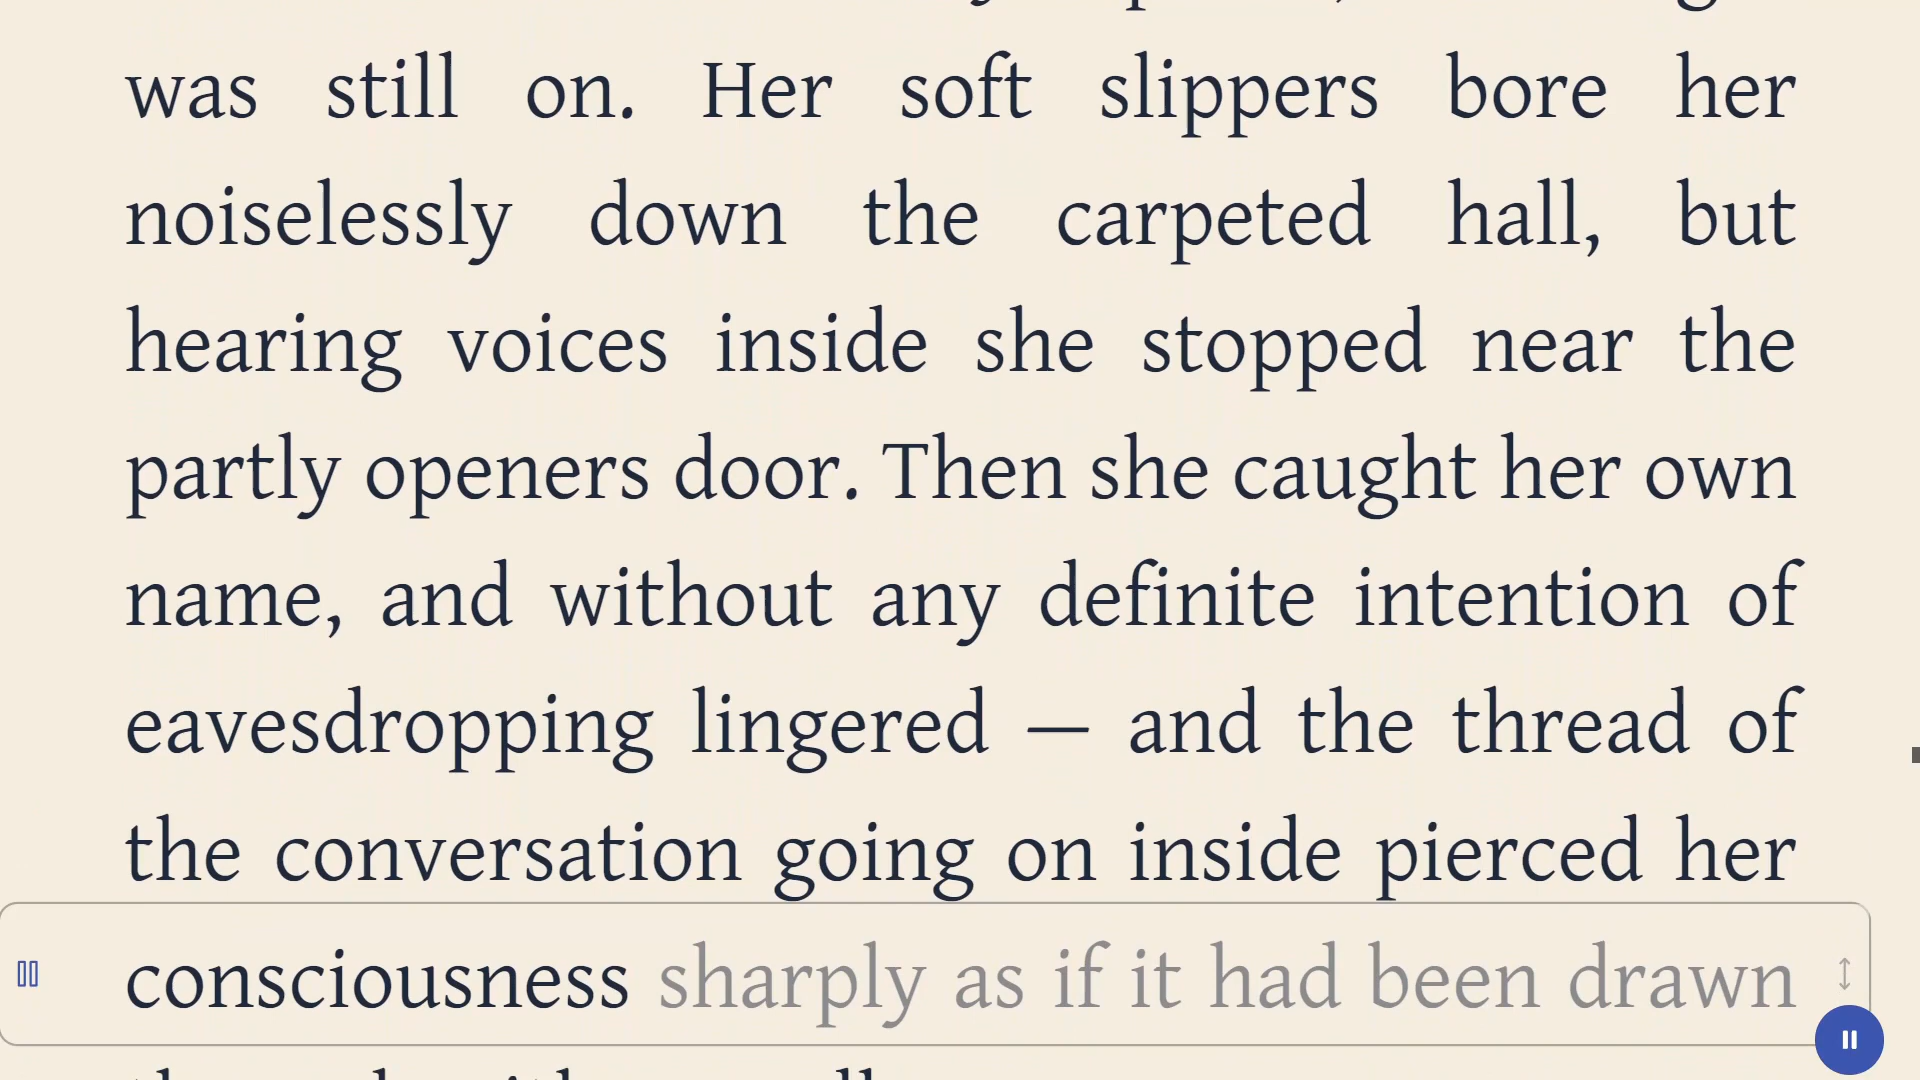 was still on. Her soft slippers bore her
noiselessly down the carpeted hall, but
hearing voices inside she stopped near the
partly openers door. Then she caught her own
name, and without any definite intention of
eavesdropping lingered — and the thread of
the conversation going on inside pierced her
consciousness sharply as if it had been drawn